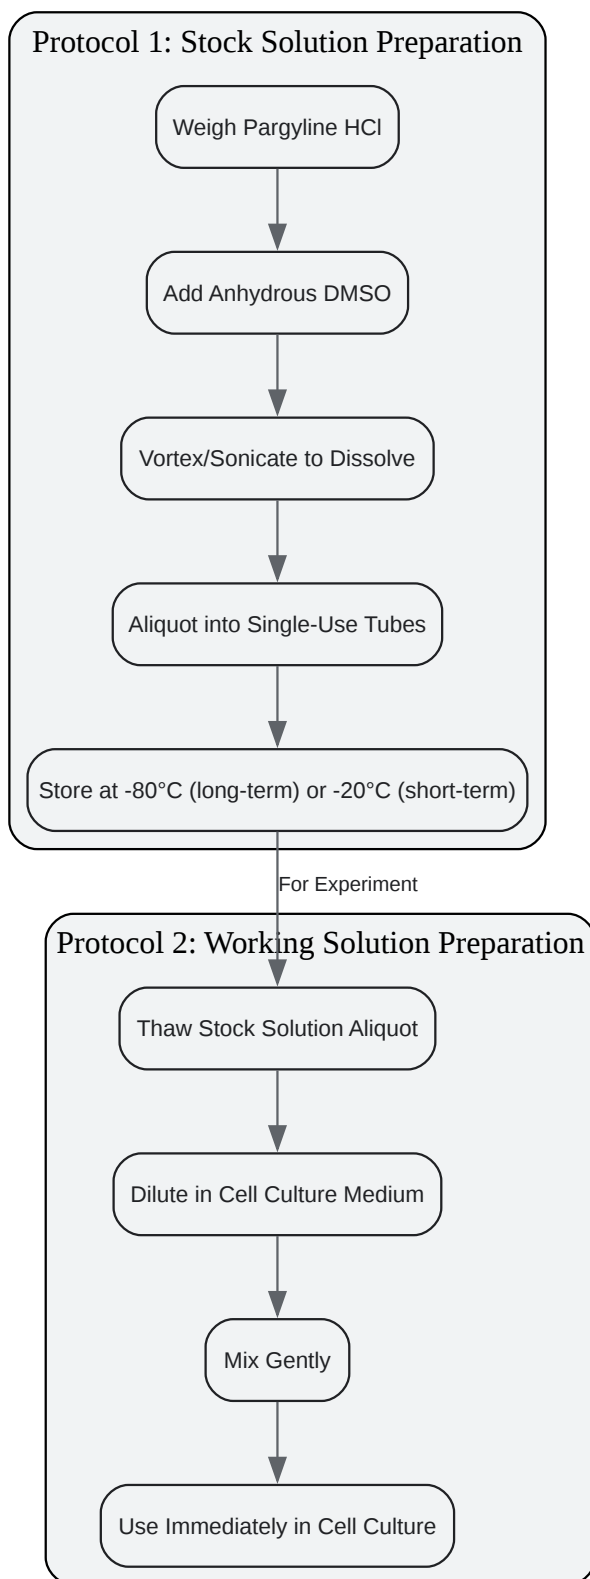 Protocol 1: Stock Solution Preparation
Weigh Pargyline HCl
Add Anhydrous DMSO
Vortex/Sonicate to Dissolve
Aliquot into Single-Use Tubes
Store at -80°C (long-term) or -20°C (short-term)
For Experiment
Protocol 2: Working Solution Preparation
Thaw Stock Solution Aliquot
Dilute in Cell Culture Medium
Mix Gently
Use Immediately in Cell Culture